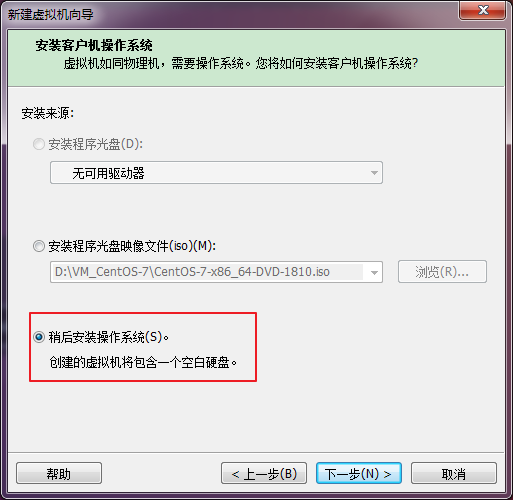 新建虚拟机向导
安装客户机操作系统
虚拟机如同物理机，需要操作系统。您将如何安装客户机操作系统?
安装来源:
安装程序光盘(D):
无可用驱动器
安装程序光盘映像文件(iso)(M):
D:\VM_CentOS-7\CentOS-7-x86_64-DVD-1810.iso
浏览(R)...
稍后安装操作系统(S)。
创建的虚拟机将包含一个空白硬盘。
帮助
< 上一步(B)
下一步(N) >
取消